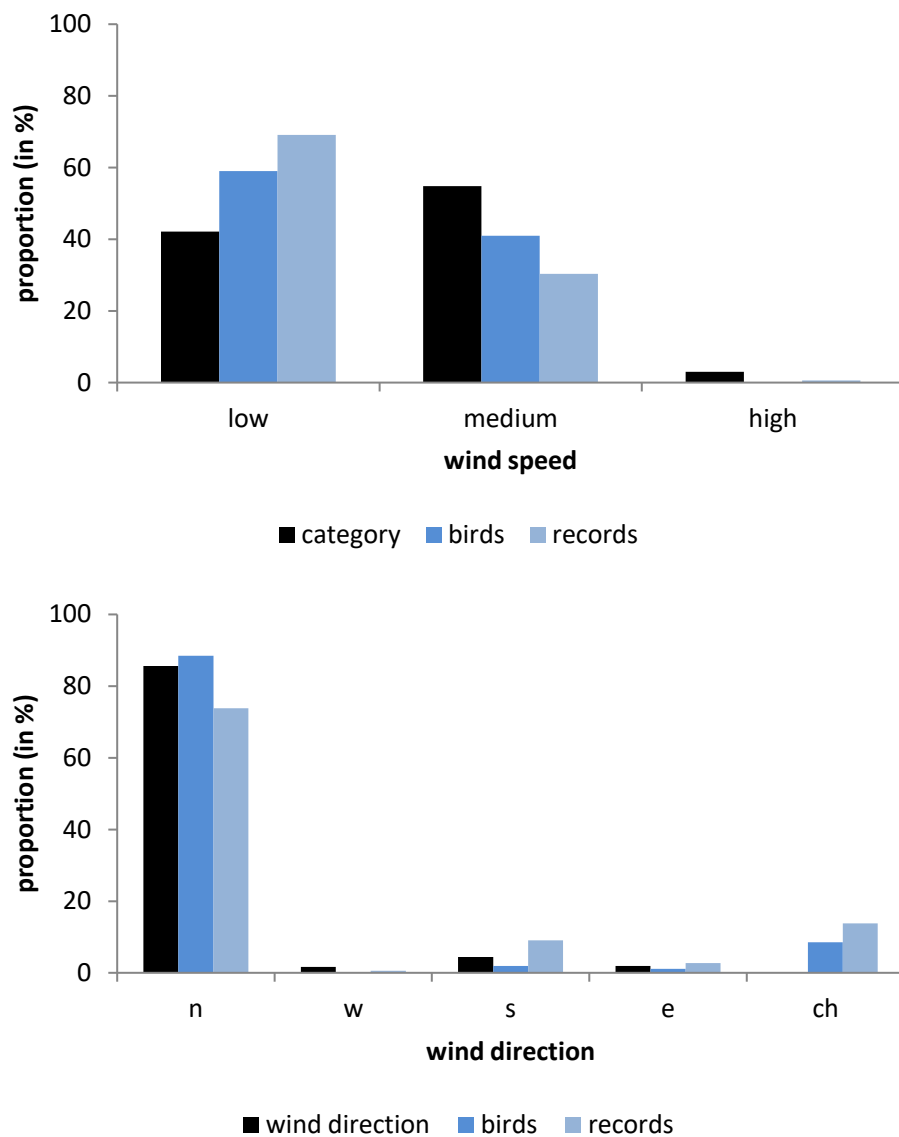 100
80
60
40
20
0
proportion (in %)
low medium high
wind speed
category birds records
100
80
60
40
20
0
proportion (in %)
n w s e ch
wind direction
wind direction birds records